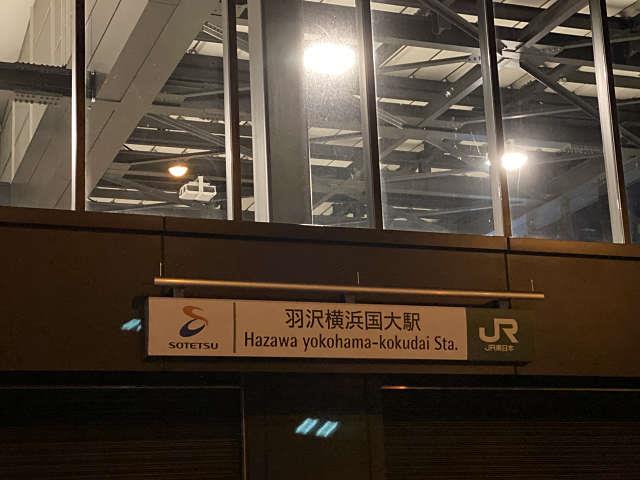 SOTETSU
羽沢横浜国大駅
Hazawa yokohama-kokudai Sta.
JR
JR東日本